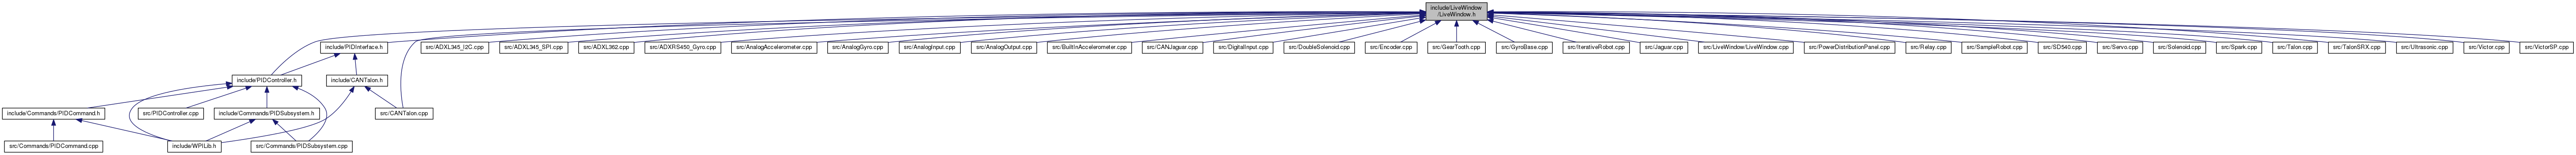 include/LiveWindow
/LiveWindow.h
include/PIDInterface.h
src/ADXL345_I2C.cpp
src/ADXL345_SPI.cpp
src/ADXL362.cpp
src/ADXRS450_Gyro.cpp
src/AnalogAccelerometer.cpp
src/AnalogGyro.cpp
src/AnalogInput.cpp
src/AnalogOutput.cpp
src/BuiltInAccelerometer.cpp
src/CANJaguar.cpp
src/DigitalInput.cpp
src/DoubleSolenoid.cpp
src/Encoder.cpp
src/GearTooth.cpp
src/GyroBase.cpp
src/IterativeRobot.cpp
src/Jaguar.cpp
src/LiveWindow/LiveWindow.cpp
src/PowerDistributionPanel.cpp
src/Relay.cpp
src/SampleRobot.cpp
src/SD540.cpp
src/Servo.cpp
src/Solenoid.cpp
src/Spark.cpp
src/Talon.cpp
src/TalonSRX.cpp
src/Ultrasonic.cpp
src/Victor.cpp
src/VictorSP.cpp
include/PIDController.h
include/CANTalon.h
include/Commands/PIDCommand.h
src/PIDController.cpp
include/Commands/PIDSubsystem.h
src/CANTalon.cpp
src/Commands/PIDCommand.cpp
include/WPILib.h
src/Commands/PIDSubsystem.cpp